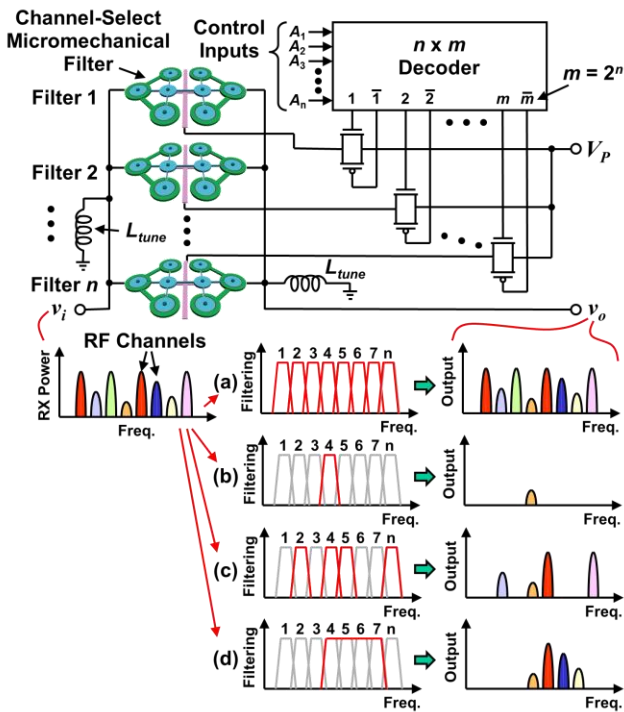 Channel-Select
Micromechanical
Filter
Control
Inputs
A1
A2
A3
An
n x m
Decoder
1 1̅ 2 2̅ m m̅
m = 2^n
Filter 1
Filter 2
VP
Ltune
Filter n
Ltune
vi
vo
RF Channels
RX Power
Freq.
(a)
Filtering
1 2 3 4 5 6 7 n
Freq.
Output
Freq.
(b)
Filtering
1 2 3 4 5 6 7 n
Freq.
Output
Freq.
(c)
Filtering
1 2 3 4 5 6 7 n
Freq.
Output
Freq.
(d)
Filtering
1 2 3 4 5 6 7 n
Freq.
Output
Freq.